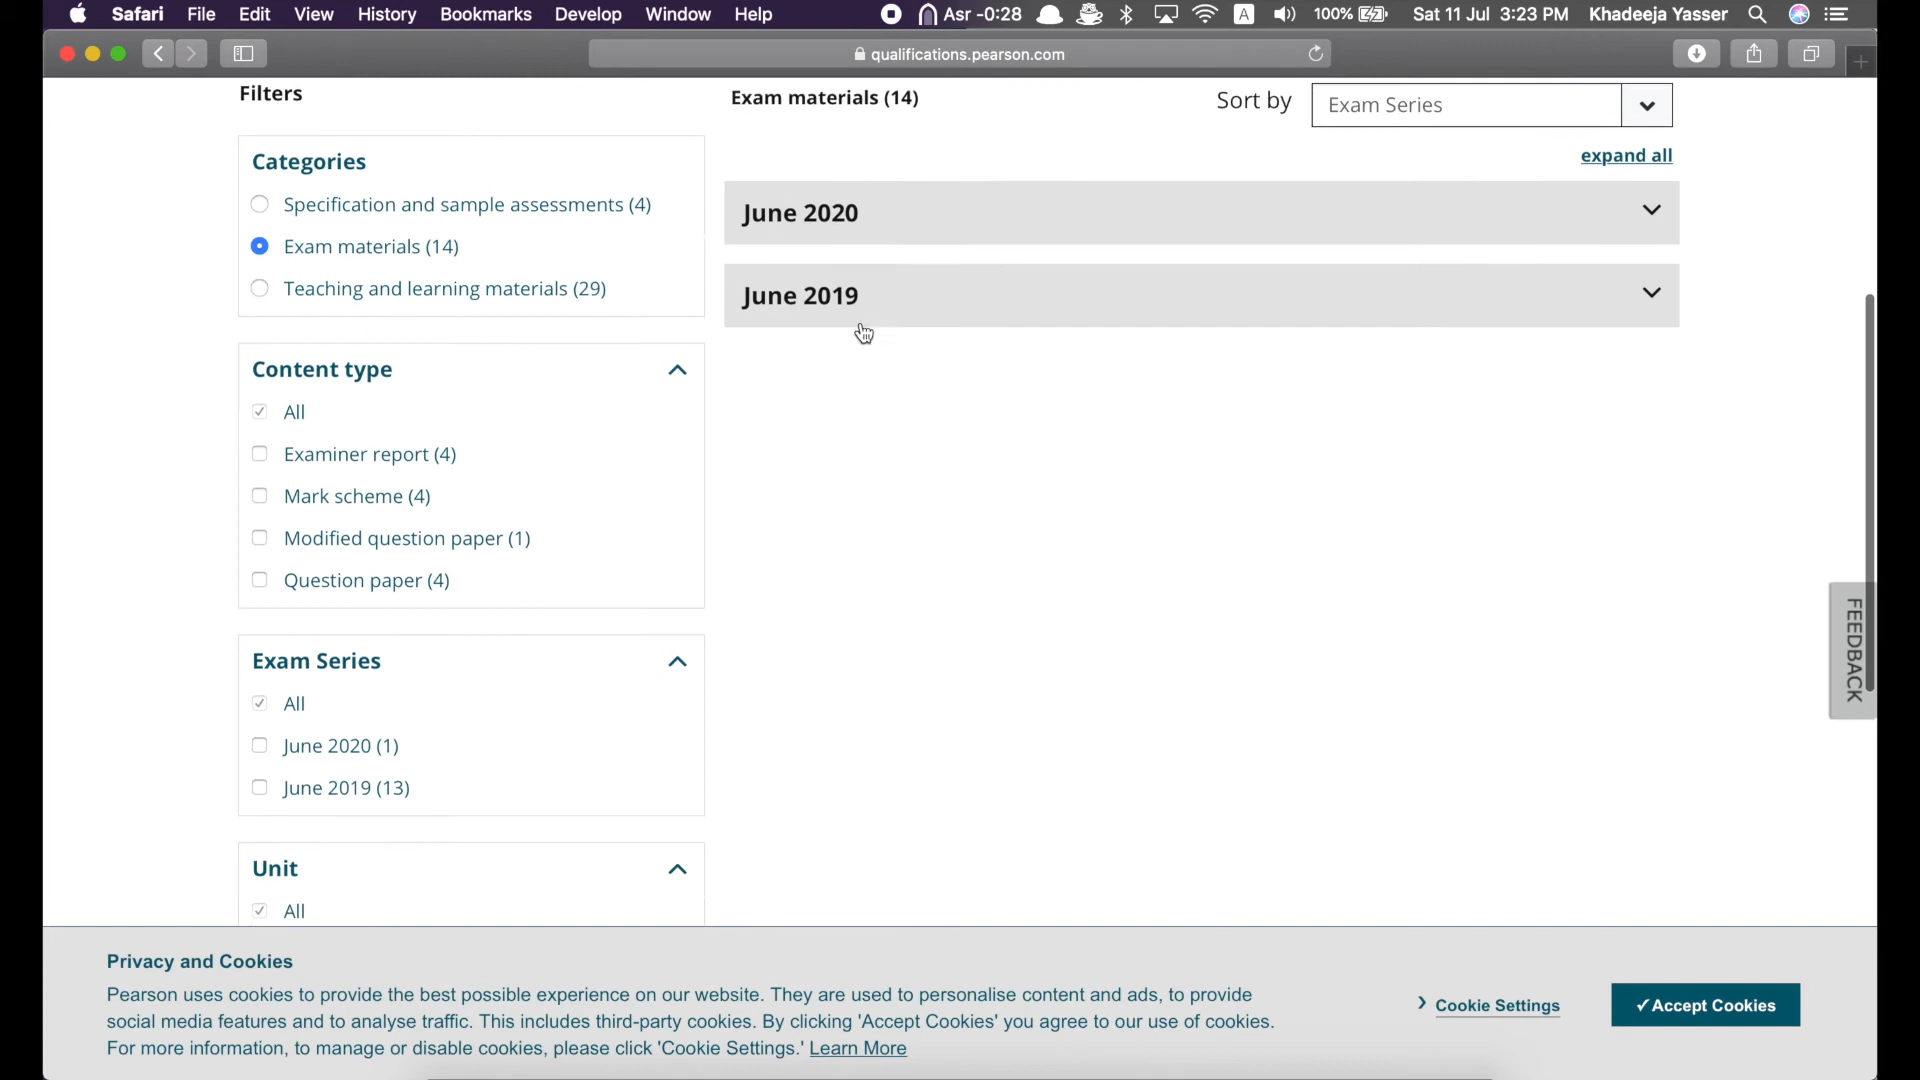 Safari File Edit View History Bookmarks Develop Window Help Asr -0:28 A 100% Sat 11 Jul 3:23 PM Khadeeja Yasser
qualifications.pearson.com
Filters
Exam materials (14)
Sort by Exam Series
expand all
Categories
Specification and sample assessments (4)
Exam materials (14)
Teaching and learning materials (29)
June 2020
June 2019
Content type
All
Examiner report (4)
Mark scheme (4)
Modified question paper (1)
Question paper (4)
Exam Series
All
June 2020 (1)
June 2019 (13)
Unit
All
FEEDBACK
Privacy and Cookies
Pearson uses cookies to provide the best possible experience on our website. They are used to personalise content and ads, to provide
social media features and to analyse traffic. This includes third-party cookies. By clicking 'Accept Cookies' you agree to our use of cookies.
For more information, to manage or disable cookies, please click 'Cookie Settings.' Learn More
Cookie Settings
✓Accept Cookies